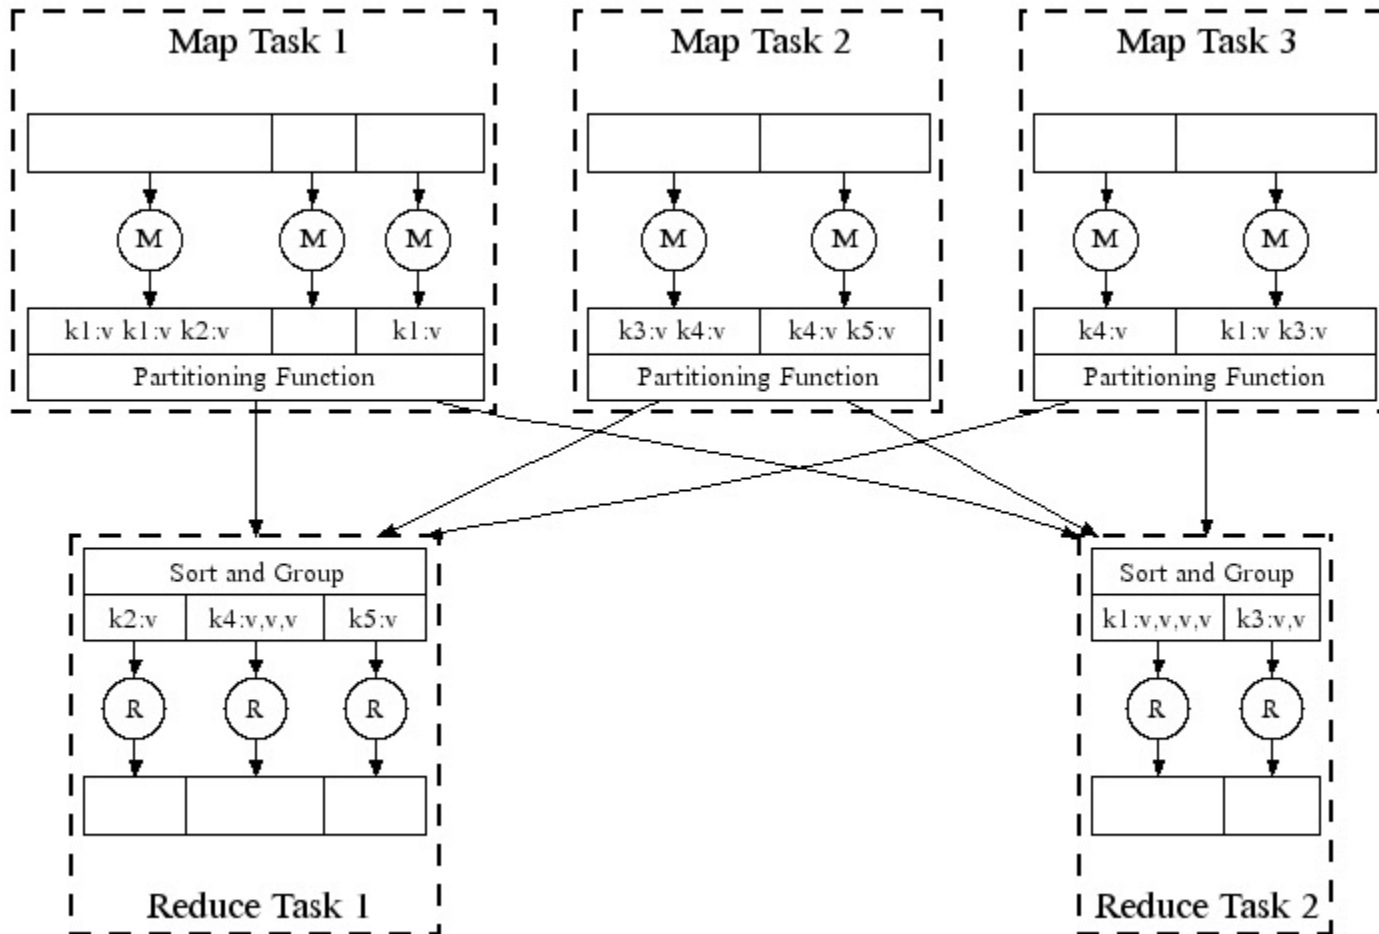 Map Task 1
Map Task 2
Map Task 3
M
M
M
M
M
M
M
k1:v k1:v k2:v
k1:v
k3:v k4:v
k4:v k5:v
k4:v
k1:v k3:v
Partitioning Function
Partitioning Function
Partitioning Function
Sort and Group
Sort and Group
k2:v
k4:v,v,v
k5:v
k1:v,v,v,v
k3:v,v
R
R
R
R
R
Reduce Task 1
Reduce Task 2